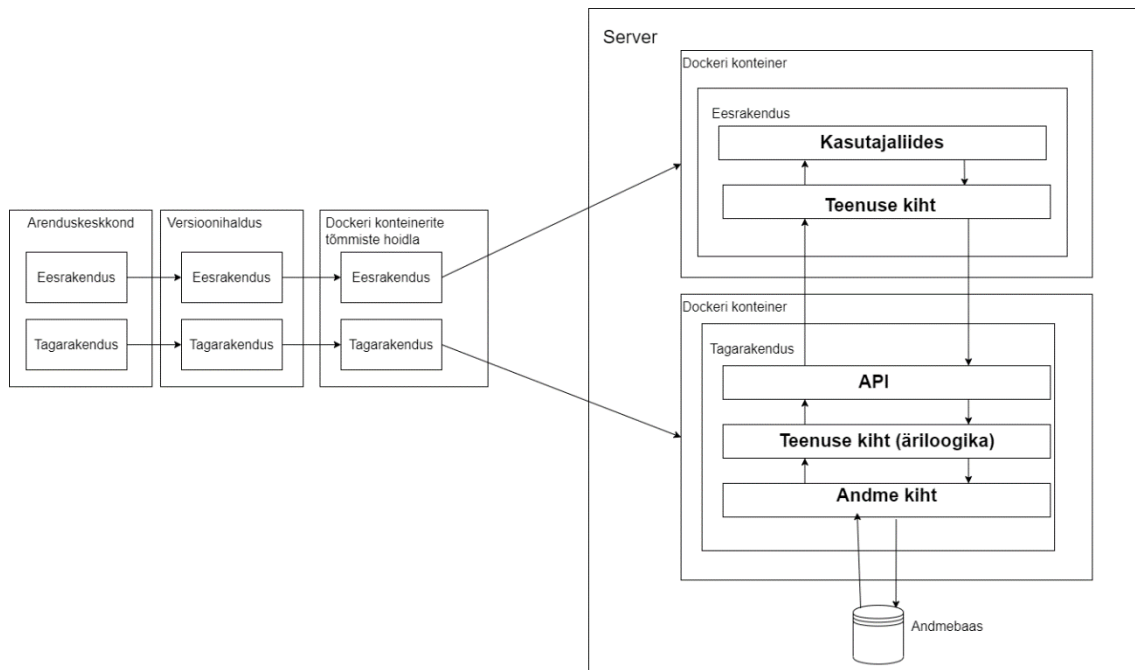 Server
Dockeri konteiner
Eesrakendus
Kasutajaliides
Teenuse kiht
Arenduskeskkond
Eesrakendus
Tagarakendus
Versioonihaldus
Eesrakendus
Tagarakendus
Dockeri konteinerite
tõmmiste hoidla
Eesrakendus
Tagarakendus
Dockeri konteiner
Tagarakendus
API
Teenuse kiht (äriloogika)
Andme kiht
Andmebaas